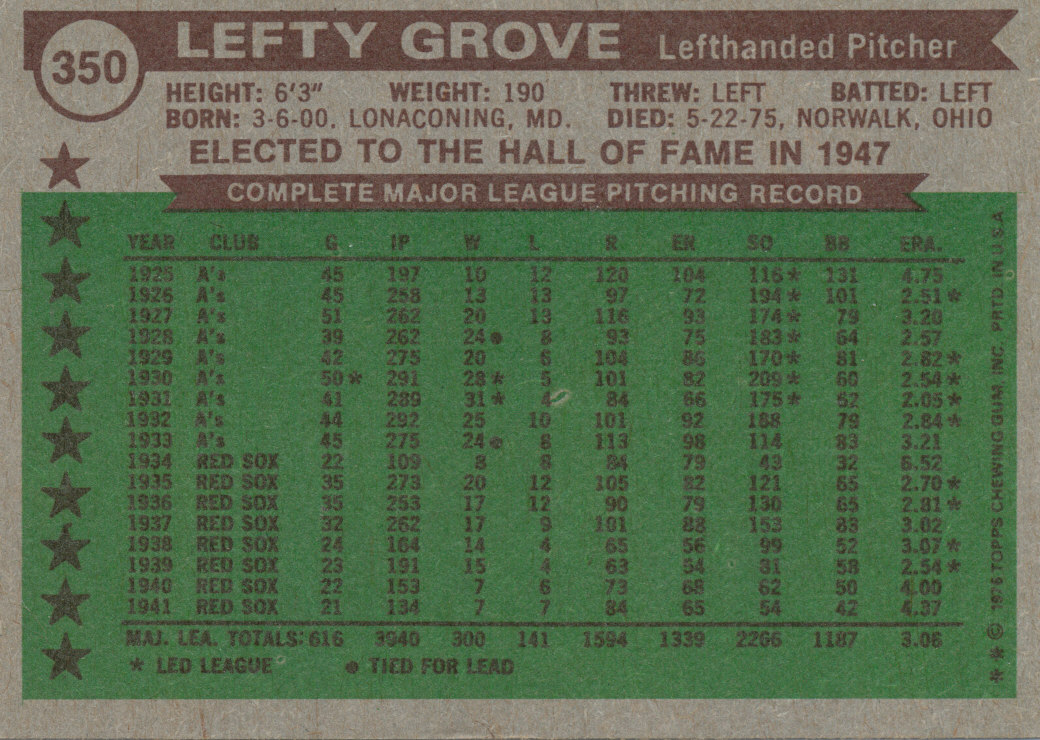 350
LEFTY GROVE Lefthanded Pitcher
HEIGHT: 6'3" WEIGHT: 190 THREW: LEFT BATTED: LEFT
BORN: 3-6-00, LONACONING, MD. DIED: 5-22-75, NORWALK, OHIO
ELECTED TO THE HALL OF FAME IN 1947
COMPLETE MAJOR LEAGUE PITCHING RECORD
YEAR CLUB G IP W L R ER SO BB ERA.
1925 A's 45 197 10 12 120 104 116* 131 4.75
1926 A's 45 258 13 13 97 72 194* 101 2.51*
1927 A's 51 262 20 13 116 93 174* 79 3.20
1928 A's 39 262 24● 8 93 75 183* 64 2.57
1929 A's 42 275 20 6 104 86 170* 81 2.82*
1930 A's 50* 291 28* 5 101 82 209* 60 2.54*
1931 A's 41 289 31* 4 84 66 175* 62 2.05*
1932 A's 44 292 25 10 101 92 188 79 2.84*
1933 A's 45 275 24● 8 113 98 114 83 3.21
1934 RED SOX 22 109 8 8 84 79 43 32 6.52
1935 RED SOX 35 273 20 12 105 82 121 65 2.70*
1936 RED SOX 35 253 17 12 90 79 130 65 2.81*
1937 RED SOX 32 262 17 9 101 88 153 83 3.02
1938 RED SOX 24 164 14 4 65 56 99 52 3.07*
1939 RED SOX 23 191 15 4 63 54 81 58 2.54*
1940 RED SOX 22 153 7 6 73 68 62 50 4.00
1941 RED SOX 21 134 7 7 84 65 54 42 4.37
MAJ. LEA. TOTALS: 616 3940 300 141 1594 1339 2266 1187 3.06
* LED LEAGUE ● TIED FOR LEAD
* * © 1976 TOPPS CHEWING GUM, INC. PRTD. IN U.S.A